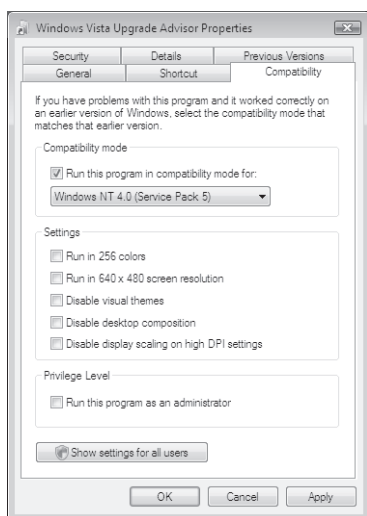 Windows Vista Upgrade Advisor Properties
Security Details Previous Versions
General Shortcut Compatibility
If you have problems with this program and it worked correctly on
an earlier version of Windows, select the compatibility mode that
matches that earlier version.
Compatibility mode
Run this program in compatibility mode for:
Windows NT 4.0 (Service Pack 5)
Settings
Run in 256 colors
Run in 640 x 480 screen resolution
Disable visual themes
Disable desktop composition
Disable display scaling on high DPI settings
Privilege Level
Run this program as an administrator
Show settings for all users
OK Cancel Apply